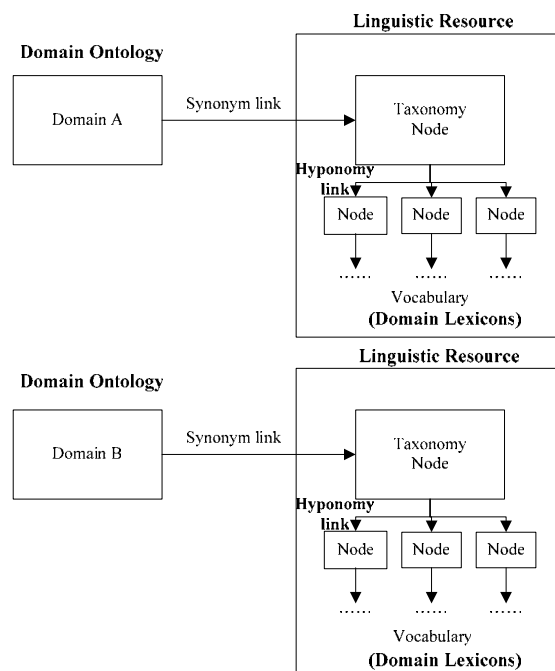 Linguistic Resource
Domain Ontology
Domain A
Synonym link
Taxonomy
Node
Hyponomy
link
Node Node Node
...... ...... ......
Vocabulary
(Domain Lexicons)
Linguistic Resource
Domain Ontology
Domain B
Synonym link
Taxonomy
Node
Hyponomy
link
Node Node Node
...... ...... ......
Vocabulary
(Domain Lexicons)